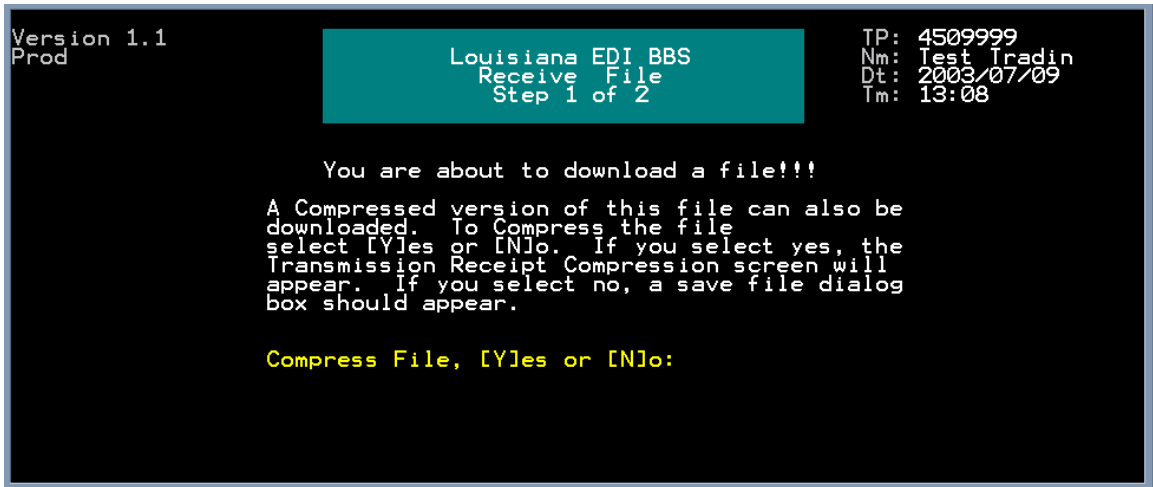 Version 1.1
Prod
Louisiana EDI BBS
Receive File
Step 1 of 2
TP: 4509999
Nm: Test Tradin
Dt: 2003/07/09
Tm: 13:08
You are about to download a file!!!
A Compressed version of this file can also be
downloaded. To Compress the file
select [Y]es or [N]o. If you select yes, the
Transmission Receipt Compression screen will
appear. If you select no, a save file dialog
box should appear.
Compress File, [Y]es or [N]o: